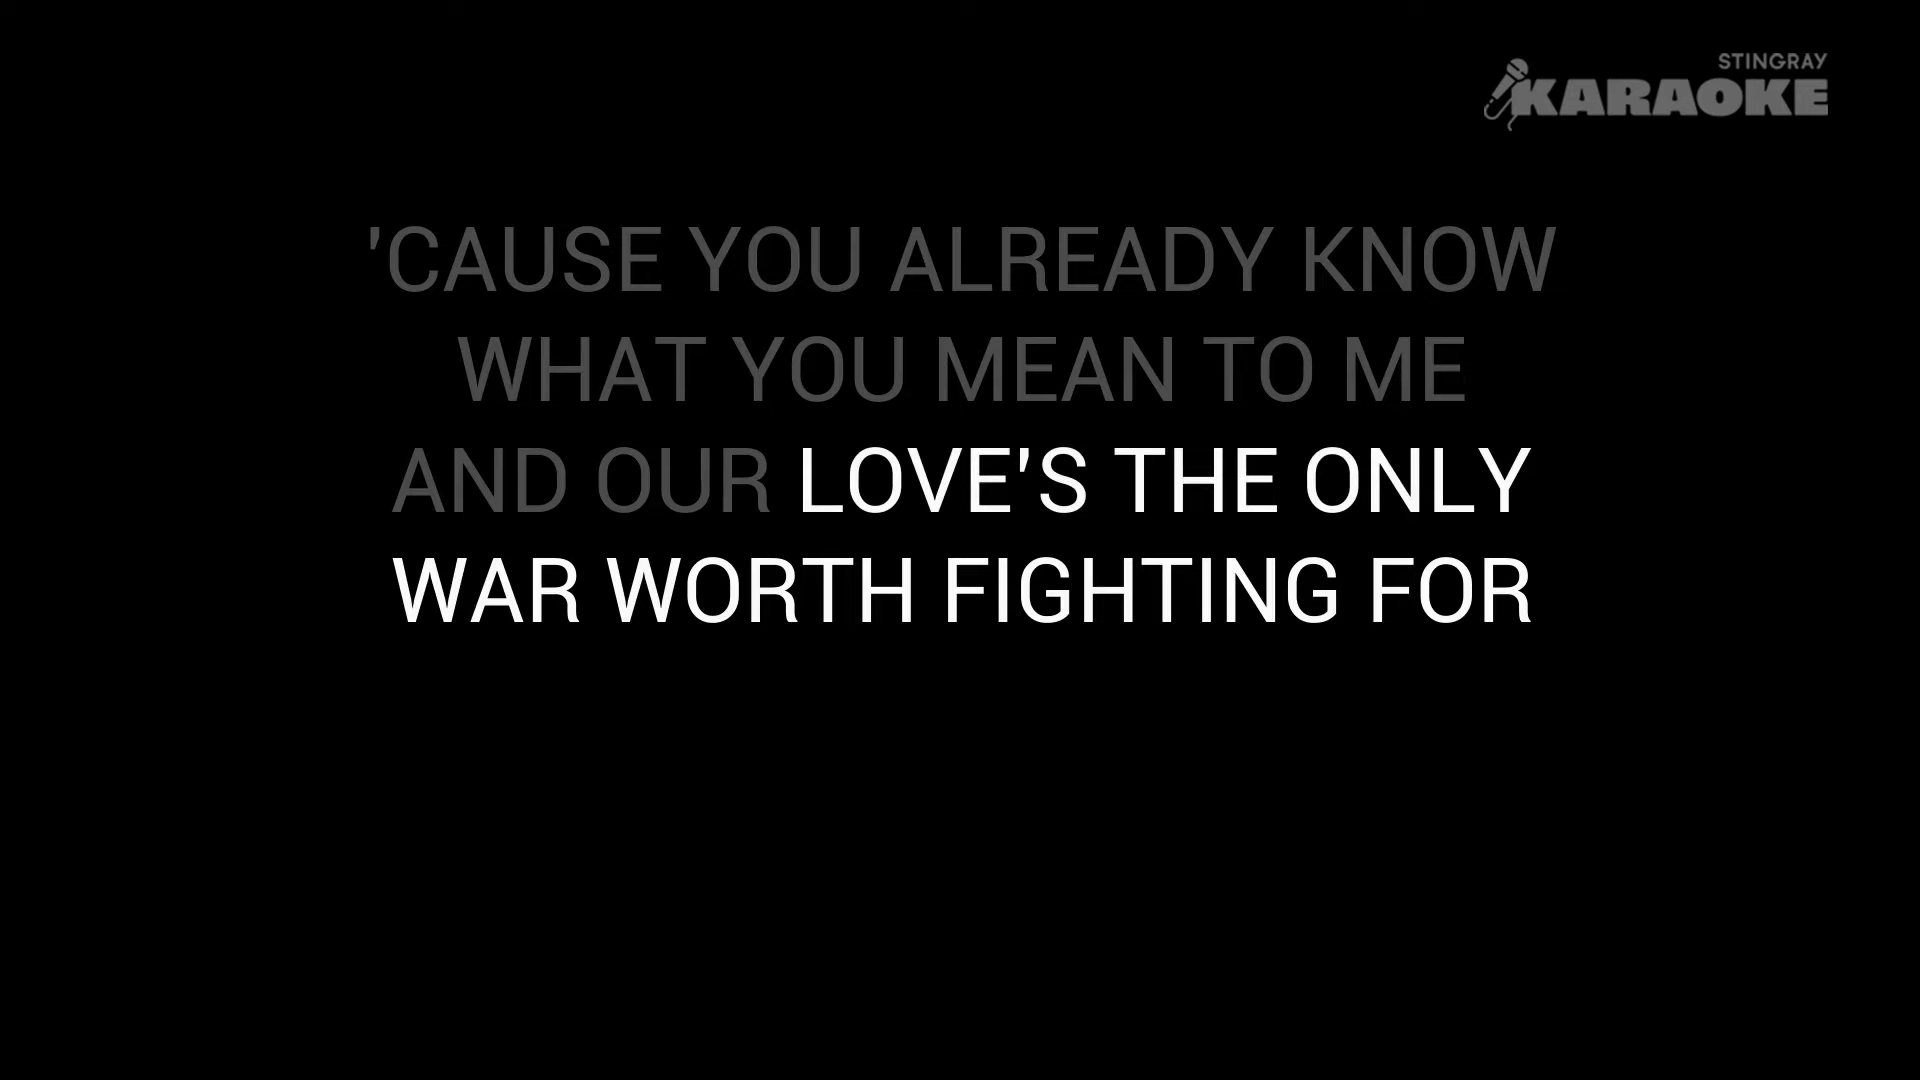 STINGRAY
KARAOKE
'CAUSE YOU ALREADY KNOW
WHAT YOU MEAN TO ME
AND OUR LOVE'S THE ONLY
WAR WORTH FIGHTING FOR